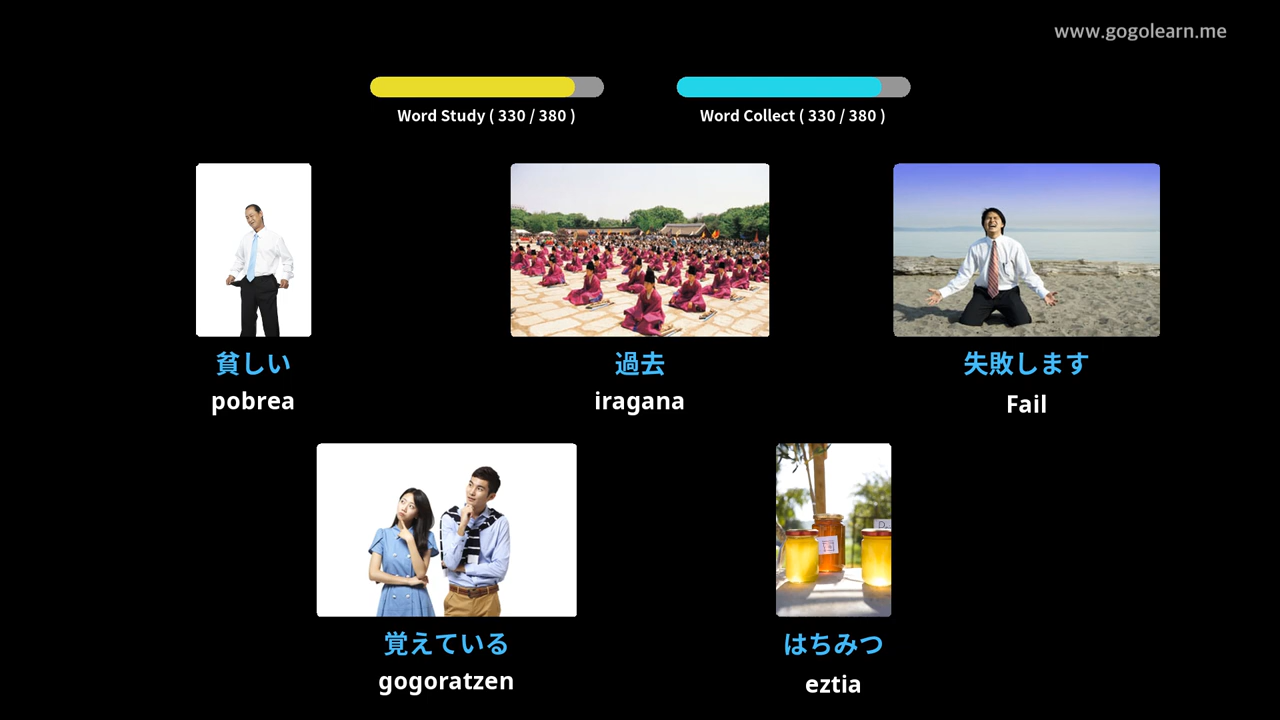 www.gogolearn.me
Word Study ( 330 / 380 )
Word Collect ( 330 / 380 )
貧しい
pobrea
過去
iragana
失敗します
Fail
覚えている
gogoratzen
はちみつ
eztia